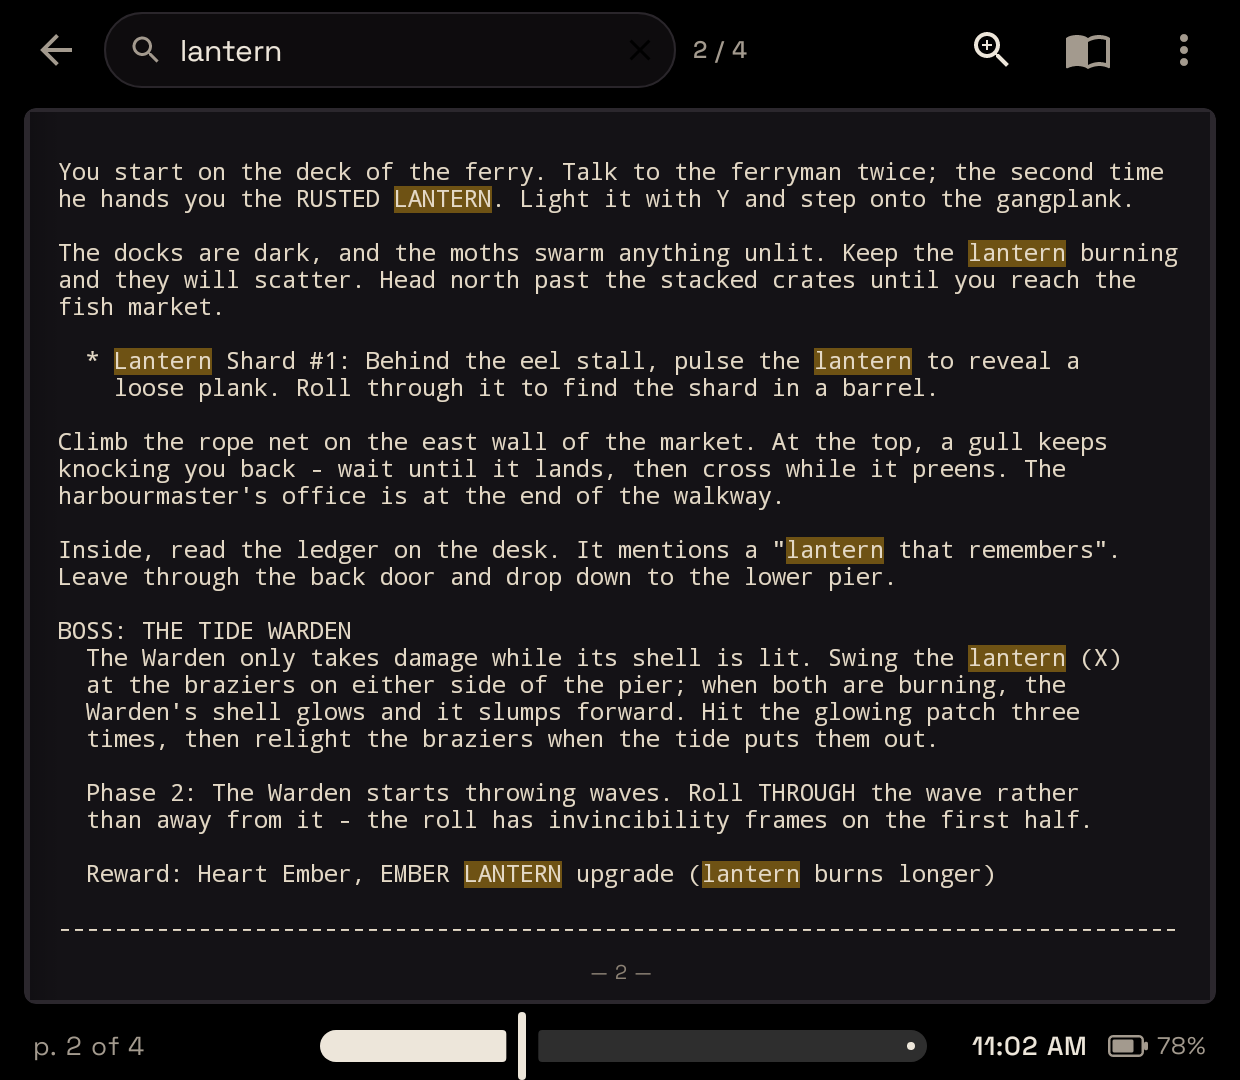 lantern
2 / 4
You start on the deck of the ferry. Talk to the ferryman twice; the second time
he hands you the RUSTED LANTERN. Light it with Y and step onto the gangplank.
The docks are dark, and the moths swarm anything unlit. Keep the lantern burning
and they will scatter. Head north past the stacked crates until you reach the
fish market.
* Lantern Shard #1: Behind the eel stall, pulse the lantern to reveal a
loose plank. Roll through it to find the shard in a barrel.
Climb the rope net on the east wall of the market. At the top, a gull keeps
knocking you back - wait until it lands, then cross while it preens. The
harbourmaster's office is at the end of the walkway.
Inside, read the ledger on the desk. It mentions a "lantern that remembers".
Leave through the back door and drop down to the lower pier.
BOSS: THE TIDE WARDEN
The Warden only takes damage while its shell is lit. Swing the lantern (X)
at the braziers on either side of the pier; when both are burning, the
Warden's shell glows and it slumps forward. Hit the glowing patch three
times, then relight the braziers when the tide puts them out.
Phase 2: The Warden starts throwing waves. Roll THROUGH the wave rather
than away from it - the roll has invincibility frames on the first half.
Reward: Heart Ember, EMBER LANTERN upgrade (lantern burns longer)
--------------------------------------------------------------------------------
— 2 —
p. 2 of 4
11:02 AM
78%